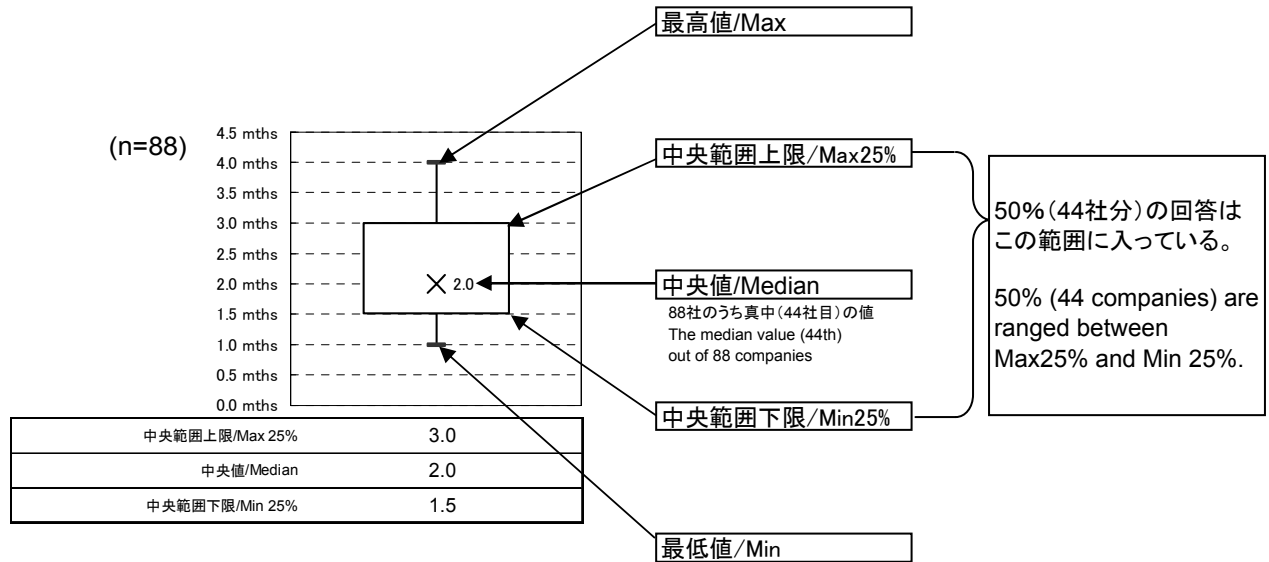 最高値/Max
(n=88)
4.5 mths
4.0 mths
3.5 mths
3.0 mths
2.5 mths
2.0 mths
1.5 mths
1.0 mths
0.5 mths
0.0 mths
2.0
中央範囲上限/Max25%
中央値/Median
88社のうち真中（44社目）の値
The median value (44th)
out of 88 companies
中央範囲下限/Min25%
50％（44社分）の回答は
この範囲に入っている。
50% (44 companies) are
ranged between
Max25% and Min 25%.
中央範囲上限/Max 25% 3.0
中央値/Median 2.0
中央範囲下限/Min 25% 1.5
最低値/Min